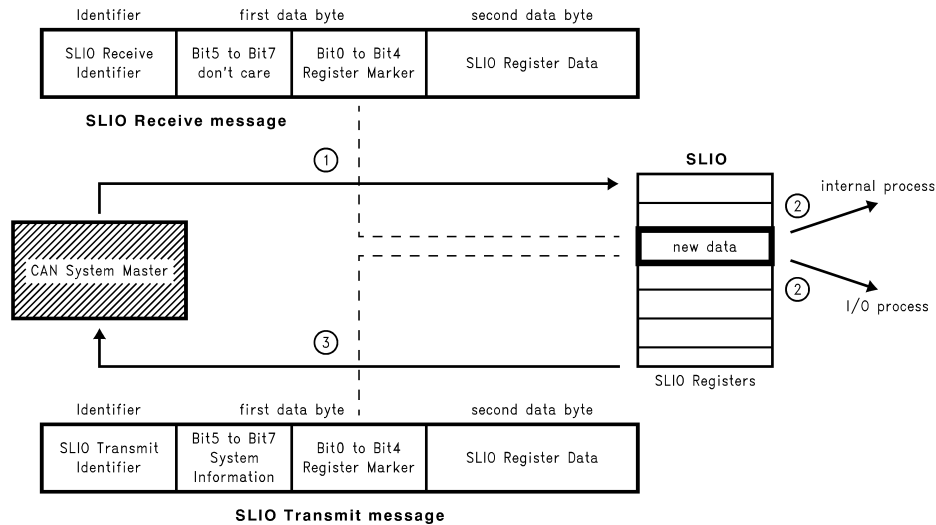 Identifier
first data byte
second data byte
SLIO Receive
Identifier
Bit5 to Bit7
don't care
Bit0 to Bit4
Register Marker
SLIO Register Data
SLIO Receive message
1
SLIO
internal process
2
CAN System Master
new data
2
I/O process
3
SLIO Registers
Identifier
first data byte
second data byte
SLIO Transmit
Identifier
Bit5 to Bit7
System
Information
Bit0 to Bit4
Register Marker
SLIO Register Data
SLIO Transmit message